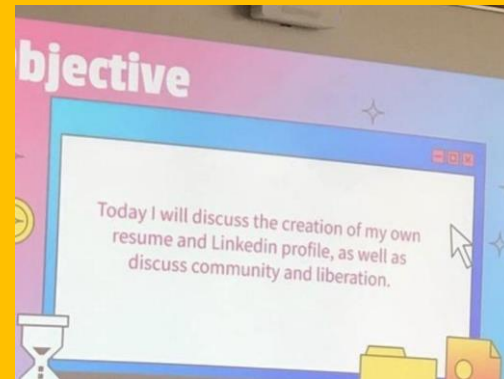 bjective
Today I will discuss the creation of my own
resume and Linkedin profile, as well as
discuss community and liberation.